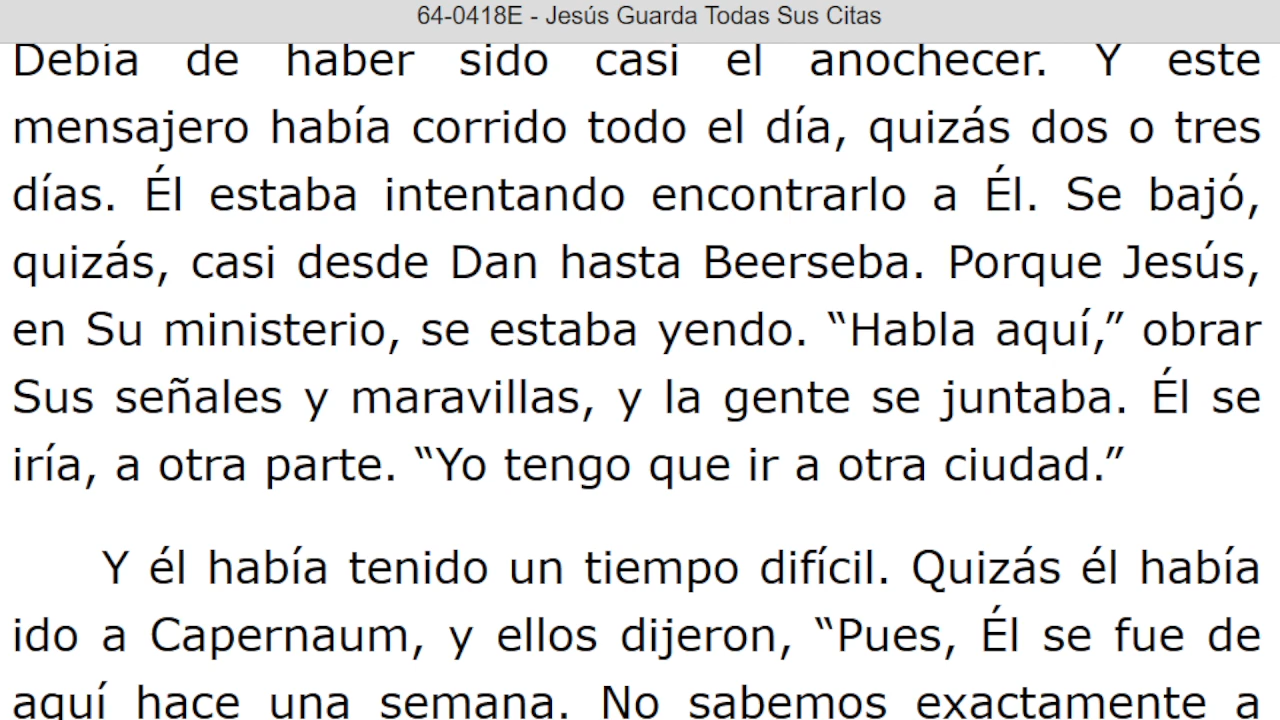 64-0418E - Jesús Guarda Todas Sus Citas
Debía de haber sido casi el anochecer. Y este
mensajero había corrido todo el día, quizás dos o tres
días. Él estaba intentando encontrarlo a Él. Se bajó,
quizás, casi desde Dan hasta Beerseba. Porque Jesús,
en Su ministerio, se estaba yendo. “Habla aquí,” obrar
Sus señales y maravillas, y la gente se juntaba. Él se
iría, a otra parte. “Yo tengo que ir a otra ciudad.”
Y él había tenido un tiempo difícil. Quizás él había
ido a Capernaum, y ellos dijeron, “Pues, Él se fue de
aquí hace una semana. No sabemos exactamente a